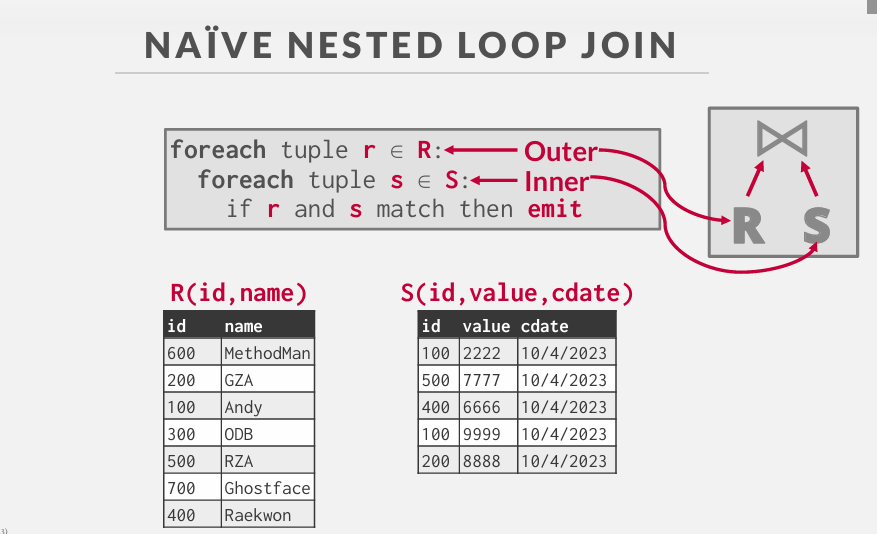 NAÏVE NESTED LOOP JOIN
foreach tuple r ∈ R: Outer
foreach tuple s ∈ S: Inner
if r and s match then emit
⋈
R S
R(id,name)
id name
600 MethodMan
200 GZA
100 Andy
300 ODB
500 RZA
700 Ghostface
400 Raekwon
S(id,value,cdate)
id value cdate
100 2222 10/4/2023
500 7777 10/4/2023
400 6666 10/4/2023
100 9999 10/4/2023
200 8888 10/4/2023